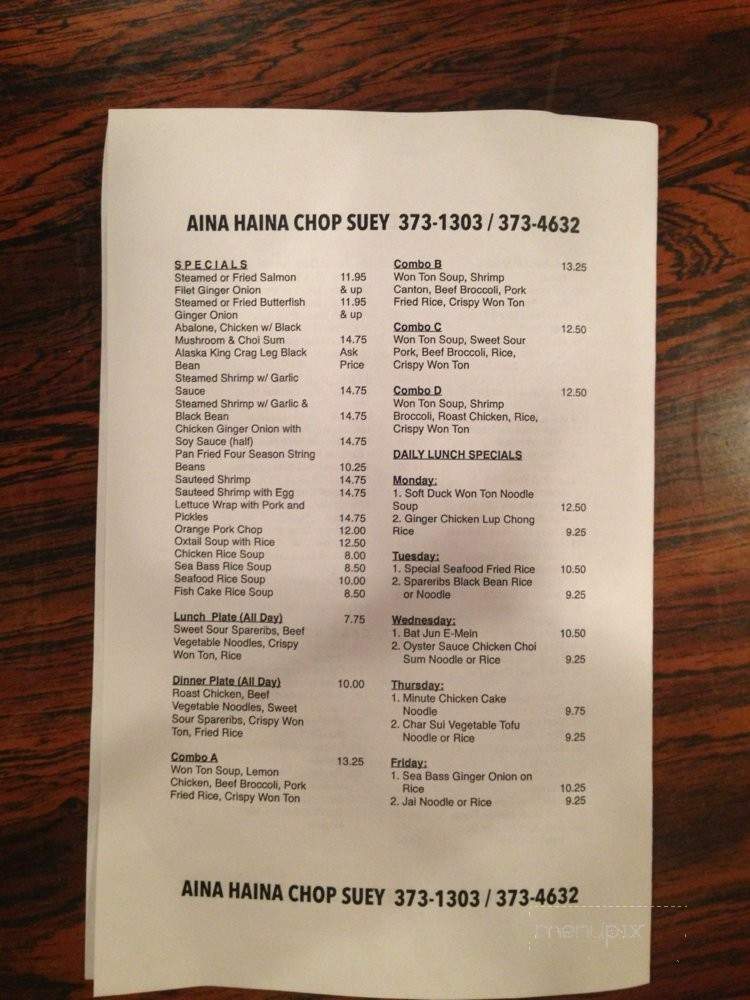 AINA HAINA CHOP SUEY 373-1303 / 373-4632
SPECIALS
Steamed or Fried Salmon 11.95
Filet Ginger Onion & up
Steamed or Fried Butterfish 11.95
Ginger Onion & up
Abalone, Chicken w/ Black
Mushroom & Choi Sum 14.75
Alaska King Crag Leg Black Ask
Bean Price
Steamed Shrimp w/ Garlic
Sauce 14.75
Steamed Shrimp w/ Garlic &
Black Bean 14.75
Chicken Ginger Onion with
Soy Sauce (half) 14.75
Pan Fried Four Season String
Beans 10.25
Sauteed Shrimp 14.75
Sauteed Shrimp with Egg 14.75
Lettuce Wrap with Pork and
Pickles 14.75
Orange Pork Chop 12.00
Oxtail Soup with Rice 12.50
Chicken Rice Soup 8.00
Sea Bass Rice Soup 8.50
Seafood Rice Soup 10.00
Fish Cake Rice Soup 8.50
Lunch Plate (All Day) 7.75
Sweet Sour Spareribs, Beef
Vegetable Noodles, Crispy
Won Ton, Rice
Dinner Plate (All Day) 10.00
Roast Chicken, Beef
Vegetable Noodles, Sweet
Sour Spareribs, Crispy Won
Ton, Fried Rice
Combo A 13.25
Won Ton Soup, Lemon
Chicken, Beef Broccoli, Pork
Fried Rice, Crispy Won Ton
Combo B 13.25
Won Ton Soup, Shrimp
Canton, Beef Broccoli, Pork
Fried Rice, Crispy Won Ton
Combo C 12.50
Won Ton Soup, Sweet Sour
Pork, Beef Broccoli, Rice,
Crispy Won Ton
Combo D 12.50
Won Ton Soup, Shrimp
Broccoli, Roast Chicken, Rice,
Crispy Won Ton
DAILY LUNCH SPECIALS
Monday:
1. Soft Duck Won Ton Noodle
Soup 12.50
2. Ginger Chicken Lup Chong
Rice 9.25
Tuesday:
1. Special Seafood Fried Rice 10.50
2. Spareribs Black Bean Rice
or Noodle 9.25
Wednesday:
1. Bat Jun E-Mein 10.50
2. Oyster Sauce Chicken Choi
Sum Noodle or Rice 9.25
Thursday:
1. Minute Chicken Cake
Noodle 9.75
2. Char Sui Vegetable Tofu
Noodle or Rice 9.25
Friday:
1. Sea Bass Ginger Onion on
Rice 10.25
2. Jai Noodle or Rice 9.25
AINA HAINA CHOP SUEY 373-1303 / 373-4632
menupix